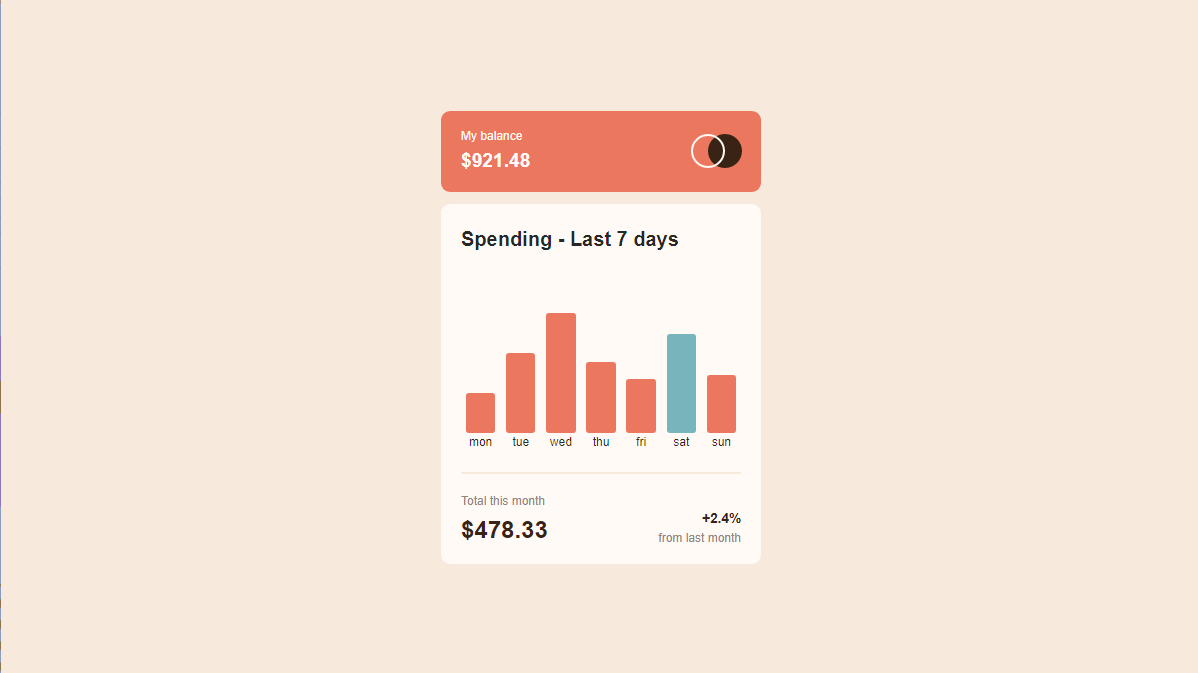 My balance
$921.48
Spending - Last 7 days
mon tue wed thu fri sat sun
Total this month
$478.33
+2.4%
from last month